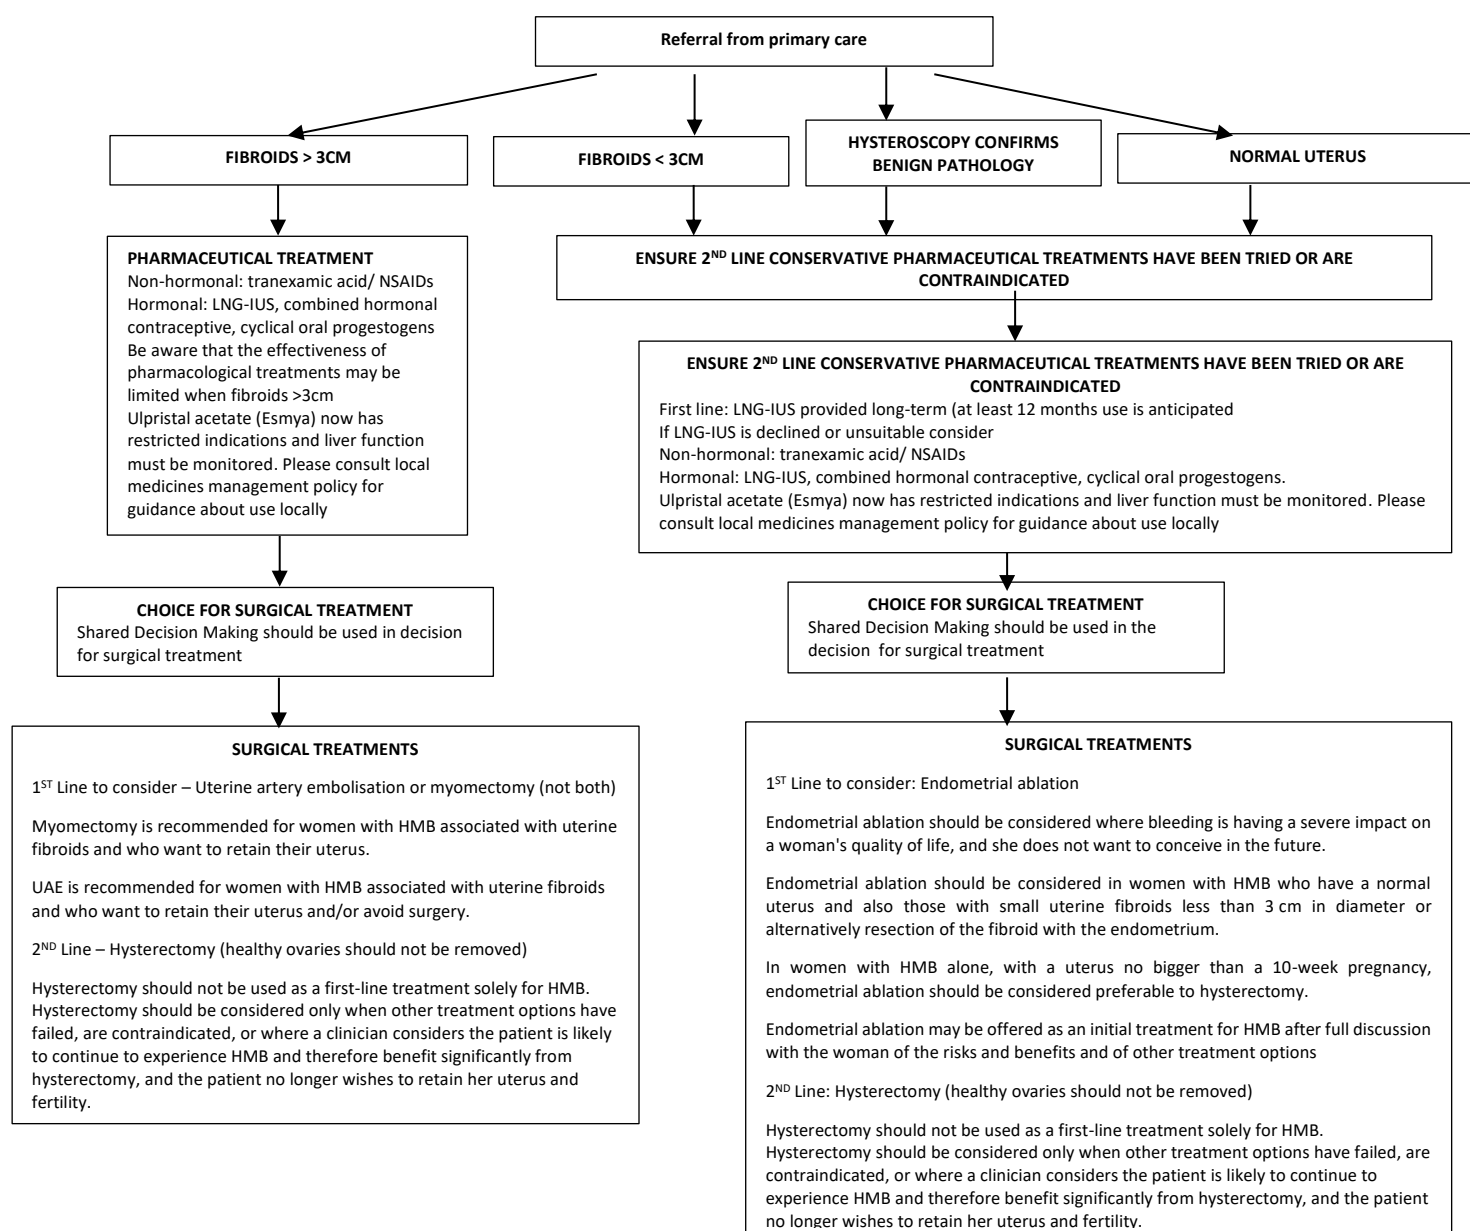 Referral from primary care
FIBROIDS > 3CM
FIBROIDS < 3CM
HYSTEROSCOPY CONFIRMS
BENIGN PATHOLOGY
NORMAL UTERUS
PHARMACEUTICAL TREATMENT
Non-hormonal: tranexamic acid/ NSAIDs
Hormonal: LNG-IUS, combined hormonal
contraceptive, cyclical oral progestogens
Be aware that the effectiveness of
pharmacological treatments may be
limited when fibroids >3cm
Ulpristal acetate (Esmya) now has
restricted indications and liver function
must be monitored. Please consult local
medicines management policy for
guidance about use locally
ENSURE 2ND LINE CONSERVATIVE PHARMACEUTICAL TREATMENTS HAVE BEEN TRIED OR ARE
CONTRAINDICATED
ENSURE 2ND LINE CONSERVATIVE PHARMACEUTICAL TREATMENTS HAVE BEEN TRIED OR ARE
CONTRAINDICATED
First line: LNG-IUS provided long-term (at least 12 months use is anticipated
If LNG-IUS is declined or unsuitable consider
Non-hormonal: tranexamic acid/ NSAIDs
Hormonal: LNG-IUS, combined hormonal contraceptive, cyclical oral progestogens.
Ulpristal acetate (Esmya) now has restricted indications and liver function must be monitored. Please
consult local medicines management policy for guidance about use locally
CHOICE FOR SURGICAL TREATMENT
Shared Decision Making should be used in decision
for surgical treatment
CHOICE FOR SURGICAL TREATMENT
Shared Decision Making should be used in the
decision for surgical treatment
SURGICAL TREATMENTS
1ST Line to consider – Uterine artery embolisation or myomectomy (not both)
Myomectomy is recommended for women with HMB associated with uterine
fibroids and who want to retain their uterus.
UAE is recommended for women with HMB associated with uterine fibroids
and who want to retain their uterus and/or avoid surgery.
2ND Line – Hysterectomy (healthy ovaries should not be removed)
Hysterectomy should not be used as a first-line treatment solely for HMB.
Hysterectomy should be considered only when other treatment options have
failed, are contraindicated, or where a clinician considers the patient is likely
to continue to experience HMB and therefore benefit significantly from
hysterectomy, and the patient no longer wishes to retain her uterus and
fertility.
SURGICAL TREATMENTS
1ST Line to consider: Endometrial ablation
Endometrial ablation should be considered where bleeding is having a severe impact on
a woman's quality of life, and she does not want to conceive in the future.
Endometrial ablation should be considered in women with HMB who have a normal
uterus and also those with small uterine fibroids less than 3 cm in diameter or
alternatively resection of the fibroid with the endometrium.
In women with HMB alone, with a uterus no bigger than a 10-week pregnancy,
endometrial ablation should be considered preferable to hysterectomy.
Endometrial ablation may be offered as an initial treatment for HMB after full discussion
with the woman of the risks and benefits and of other treatment options
2ND Line: Hysterectomy (healthy ovaries should not be removed)
Hysterectomy should not be used as a first-line treatment solely for HMB.
Hysterectomy should be considered only when other treatment options have failed, are
contraindicated, or where a clinician considers the patient is likely to continue to
experience HMB and therefore benefit significantly from hysterectomy, and the patient
no longer wishes to retain her uterus and fertility.